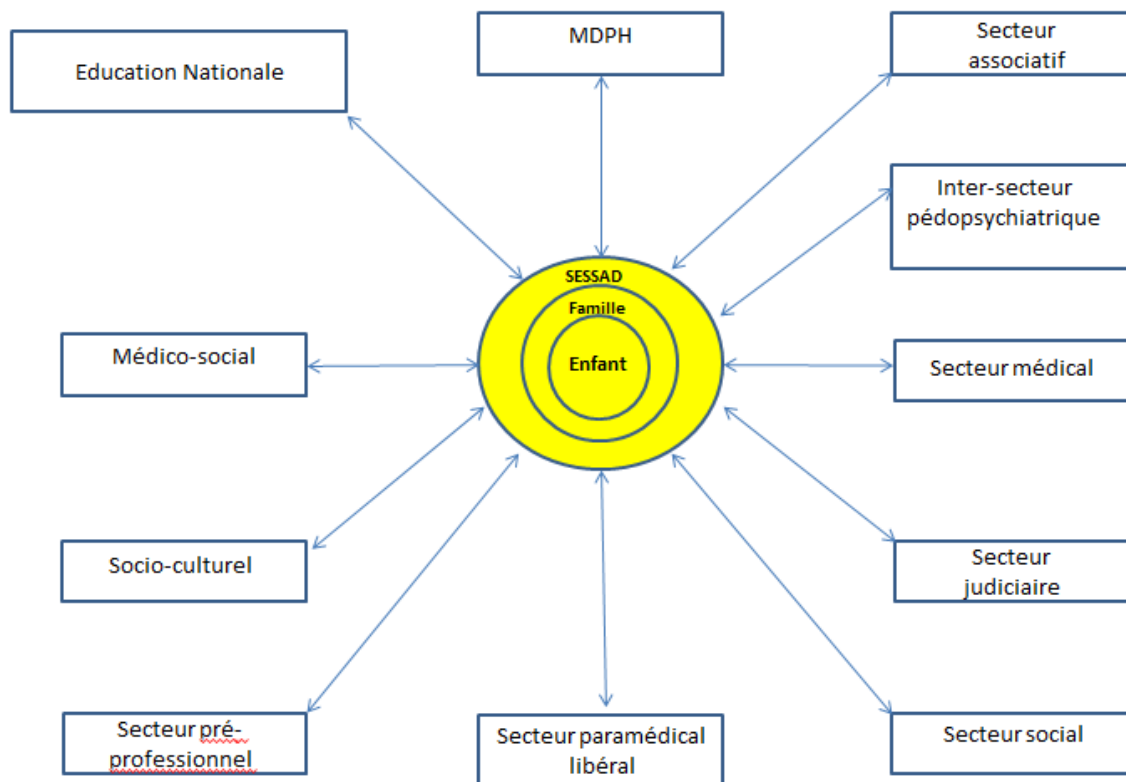 MDPH
Secteur
associatif
Education Nationale
Inter-secteur
pédopsychiatrique
SESSAD
Famille
Enfant
Médico-social
Secteur médical
Socio-culturel
Secteur
judiciaire
Secteur pré-
professionnel
Secteur paramédical
libéral
Secteur social